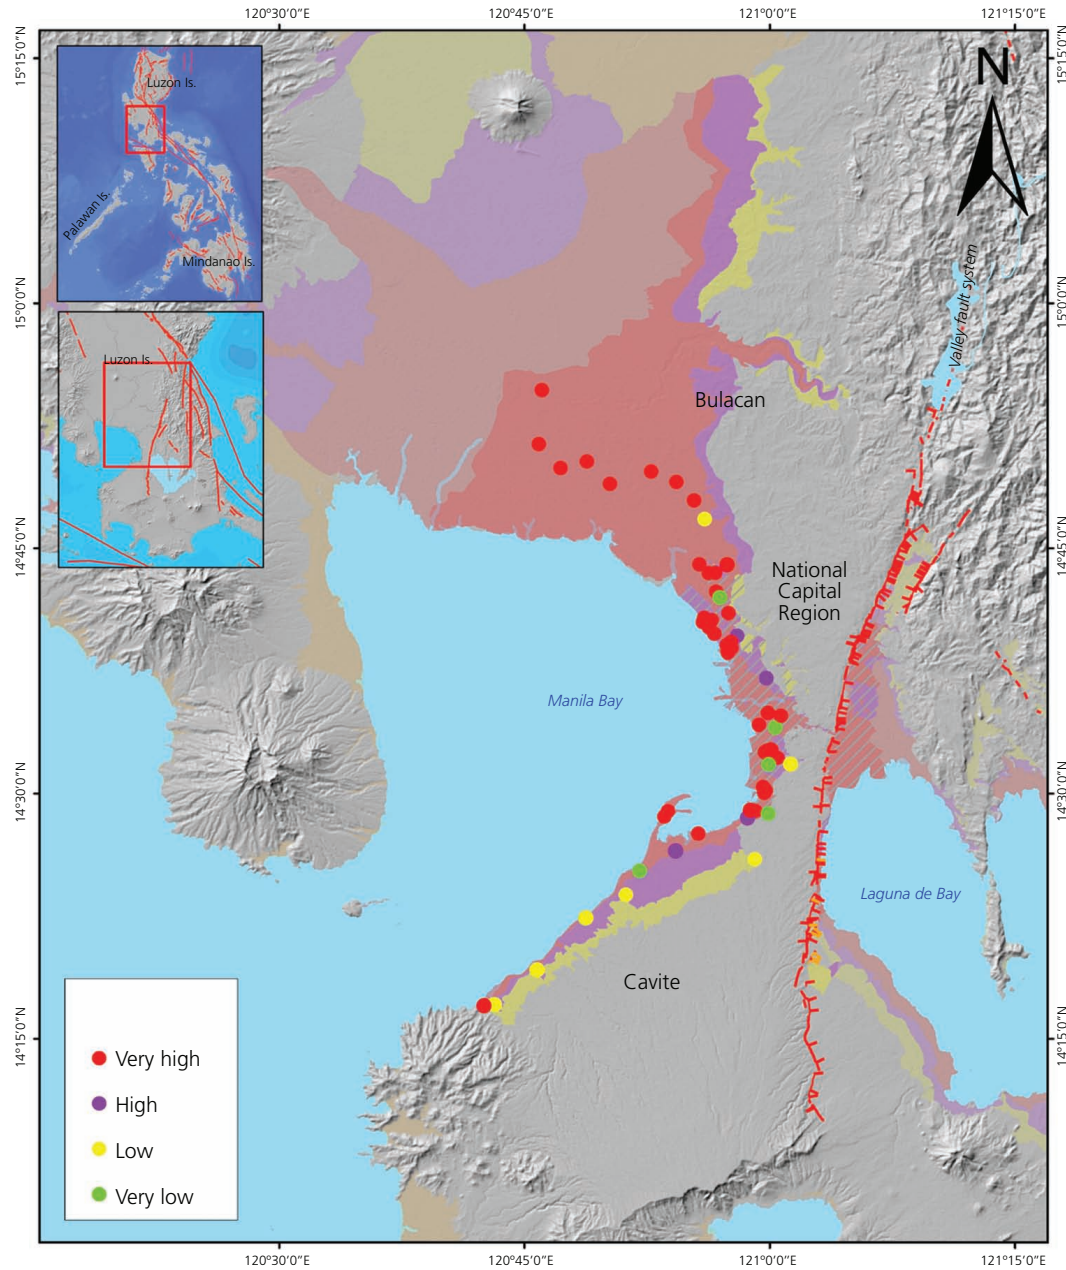 120°30'0"E
120°45'0"E
121°0'0"E
121°15'0"E
15°15'0"N
15°15'0"N
N
Luzon Is.
Palawan Is.
Mindanao Is.
15°0'0"N
15°0'0"N
Valley fault system
Luzon Is.
Bulacan
14°45'0"N
14°45'0"N
National
Capital
Region
Manila Bay
14°30'0"N
14°30'0"N
Laguna de Bay
Cavite
14°15'0"N
14°15'0"N
Very high
High
Low
Very low
120°30'0"E
120°45'0"E
121°0'0"E
121°15'0"E